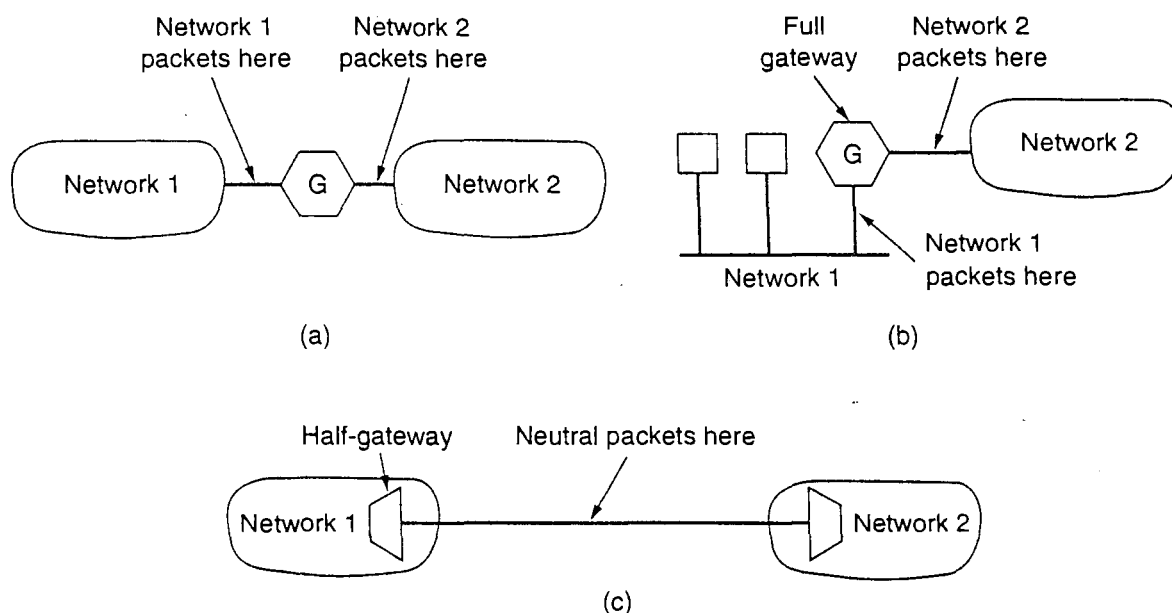 Network 1
packets here
Network 2
packets here
Network 1
G
Network 2
(a)
Full
gateway
Network 2
packets here
G
Network 2
Network 1
Network 1
packets here
(b)
Half-gateway
Neutral packets here
Network 1
Network 2
(c)